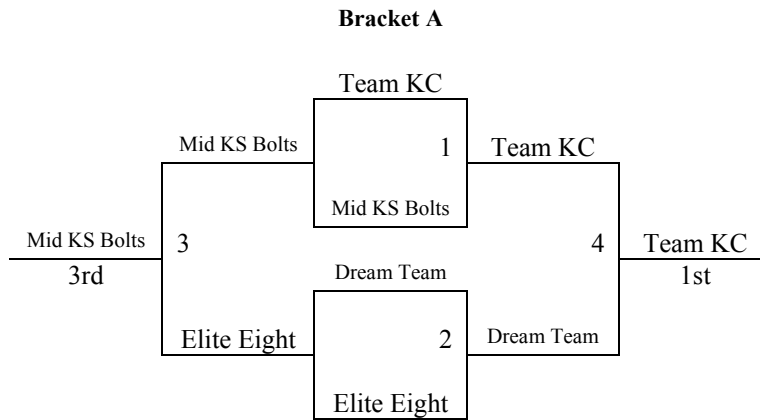 Bracket A
Team KC
Mid KS Bolts
1
Team KC
Mid KS Bolts
Mid KS Bolts
3
4
Team KC
3rd
1st
Dream Team
Elite Eight
2
Dream Team
Elite Eight